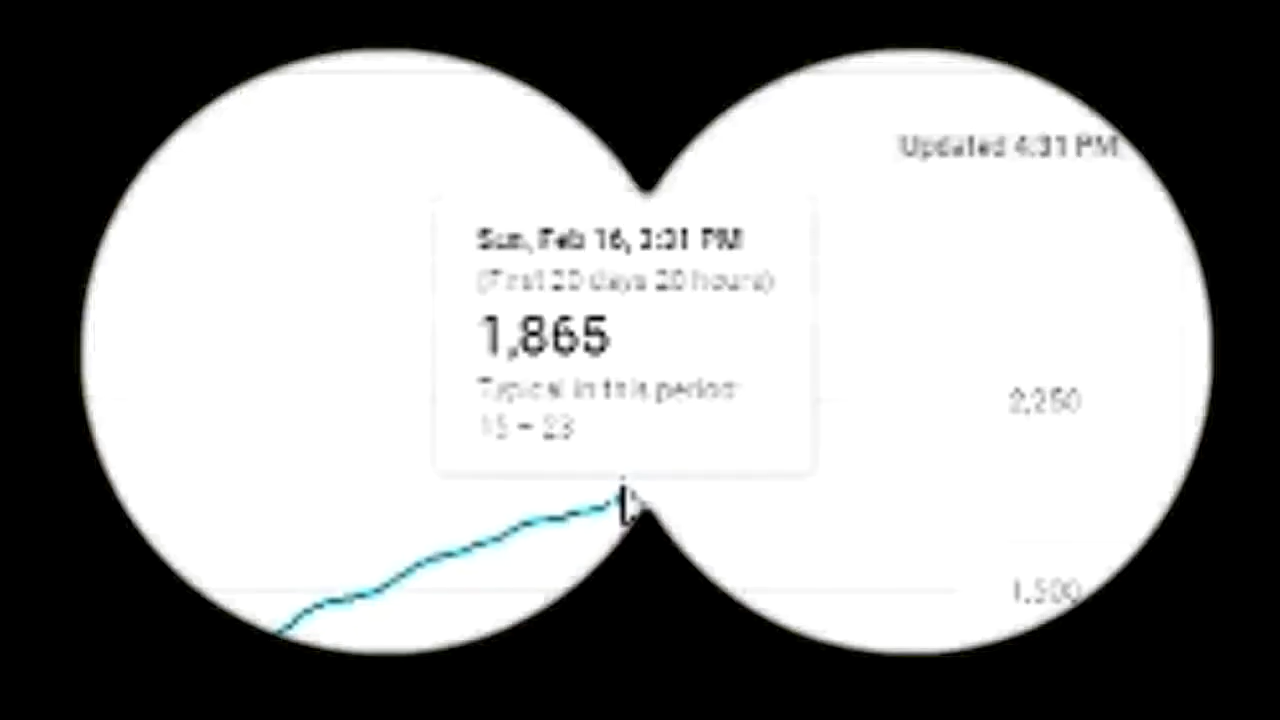 Updated 4:31 PM
Sun, Feb 16, 3:31 PM
(First 20 days 20 hours)
1,865
Typical in this period:
15 – 23
2,250
1,500